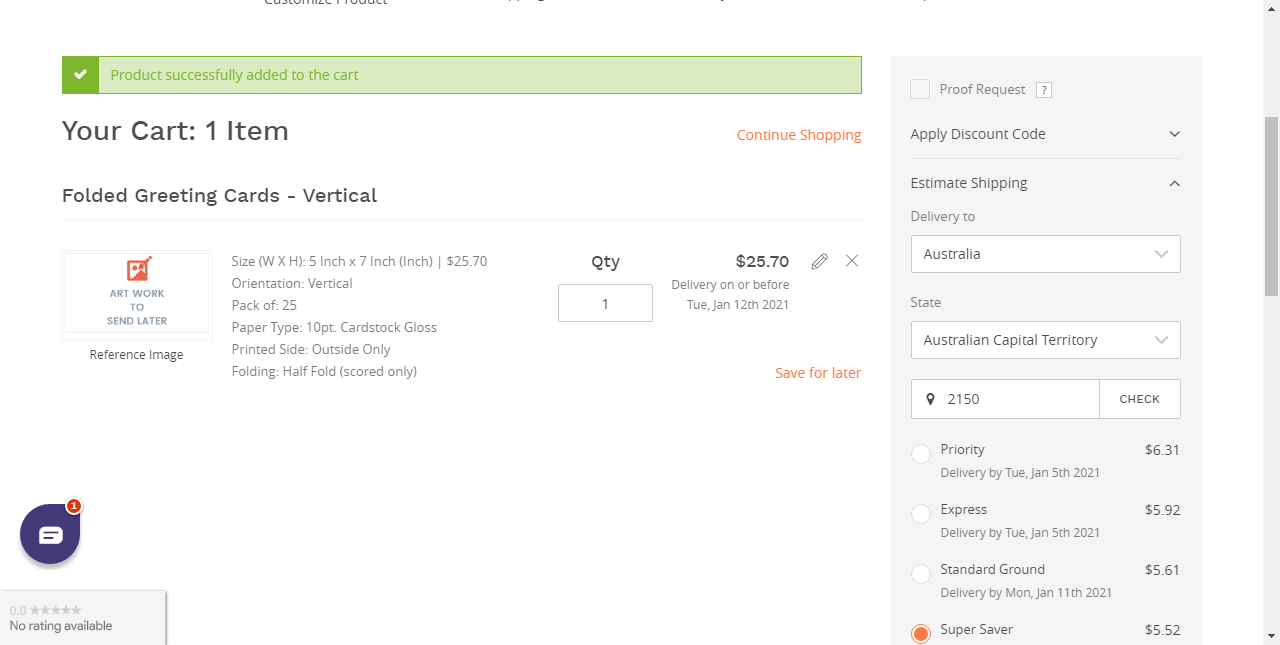 Customize Product
Product successfully added to the cart
Your Cart: 1 Item
Continue Shopping
Folded Greeting Cards - Vertical
ART WORK
TO
SEND LATER
Reference Image
Size (W X H): 5 Inch x 7 Inch (Inch) | $25.70
Orientation: Vertical
Pack of: 25
Paper Type: 10pt. Cardstock Gloss
Printed Side: Outside Only
Folding: Half Fold (scored only)
Qty
1
$25.70
Delivery on or before
Tue, Jan 12th 2021
Save for later
Proof Request ?
Apply Discount Code
Estimate Shipping
Delivery to
Australia
State
Australian Capital Territory
2150 CHECK
Priority $6.31
Delivery by Tue, Jan 5th 2021
Express $5.92
Delivery by Tue, Jan 5th 2021
Standard Ground $5.61
Delivery by Mon, Jan 11th 2021
Super Saver $5.52
1
0.0 ★★★★★
No rating available